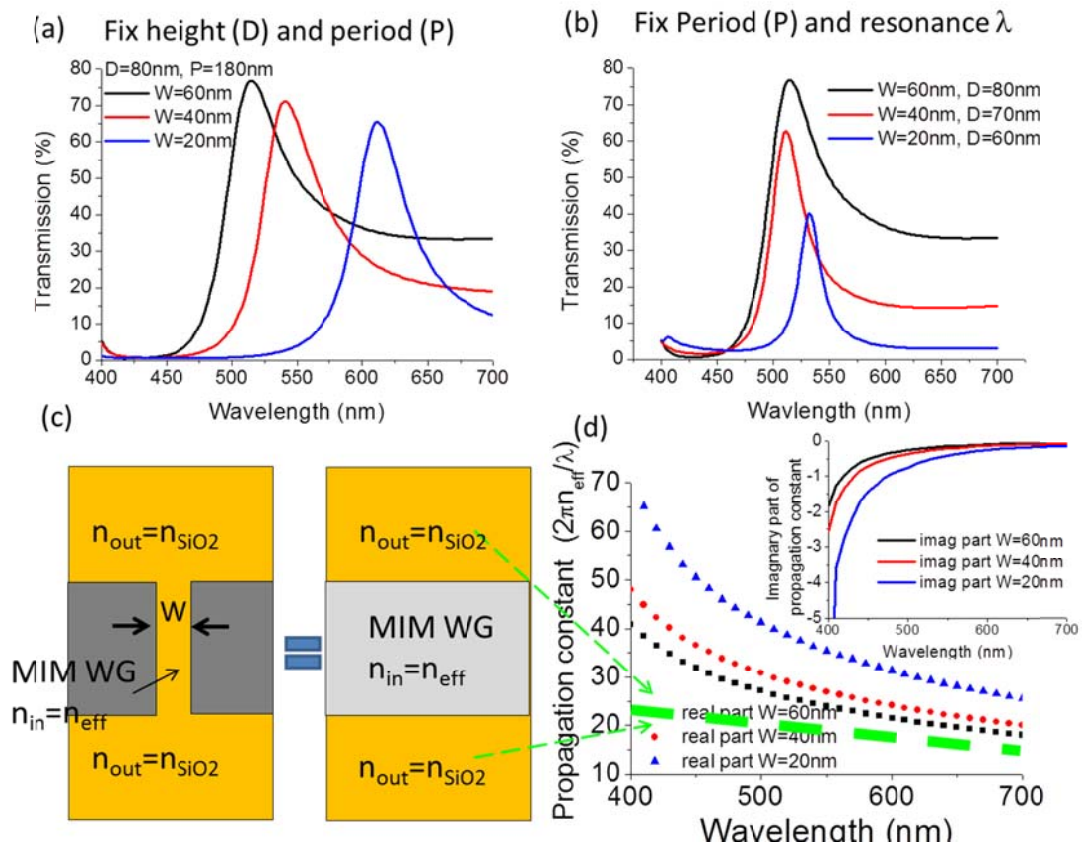 (a) Fix height (D) and period (P)
D=80nm, P=180nm
W=60nm
W=40nm
W=20nm
Transmission (%)
80
70
60
50
40
30
20
10
0
400 450 500 550 600 650 700
Wavelength (nm)
(b) Fix Period (P) and resonance λ
W=60nm, D=80nm
W=40nm, D=70nm
W=20nm, D=60nm
Transmission (%)
80
70
60
50
40
30
20
10
0
400 450 500 550 600 650 700
Wavlength (nm)
(c)
nout=nSiO2
W
MIM WG
nin=neff
nout=nSiO2
nout=nSiO2
MIM WG
nin=neff
nout=nSiO2
(d)
Propagation constant (2πneff/λ)
70
60
50
40
30
20
10
real part W=60nm
real part W=40nm
real part W=20nm
400 500 600 700
Wavelength (nm)
Imagnary part of
propagation constant
0
-1
-2
-3
-4
-5
imag part W=60nm
imag part W=40nm
imag part W=20nm
400 500 600 700
Wavelength (nm)